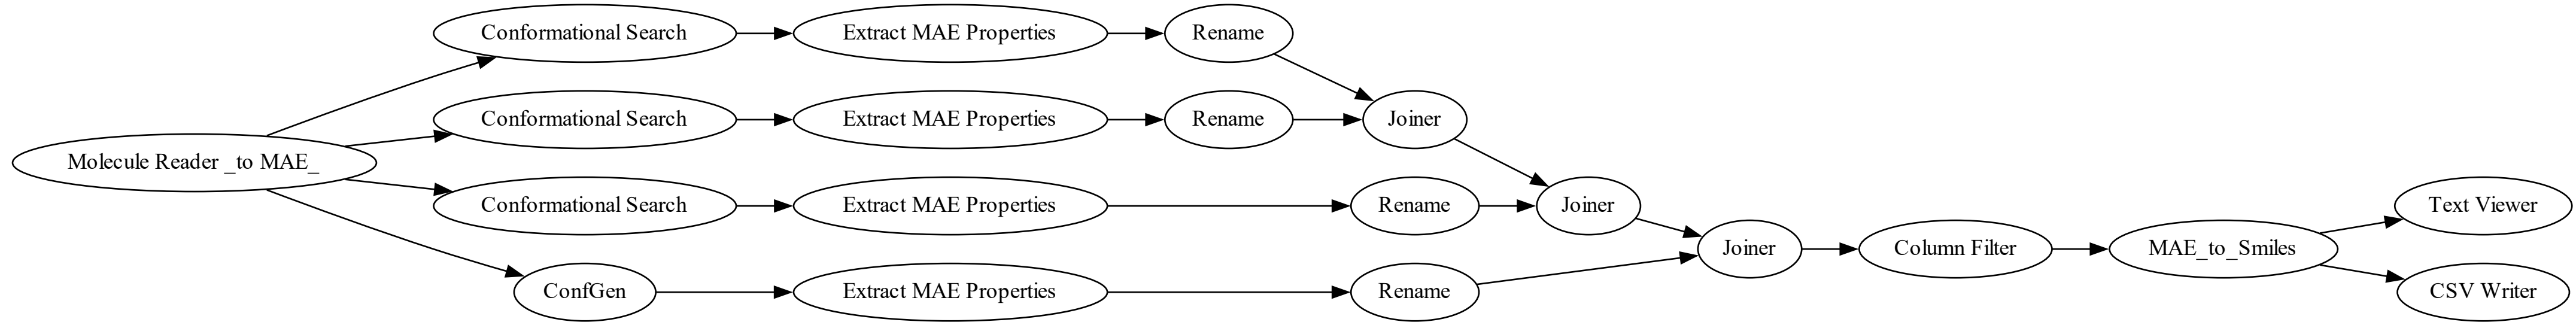 Conformational Search
Extract MAE Properties
Rename
Conformational Search
Extract MAE Properties
Rename
Joiner
Molecule Reader _to MAE_
Conformational Search
Extract MAE Properties
Rename
Joiner
Text Viewer
Joiner
Column Filter
MAE_to_Smiles
ConfGen
Extract MAE Properties
Rename
CSV Writer